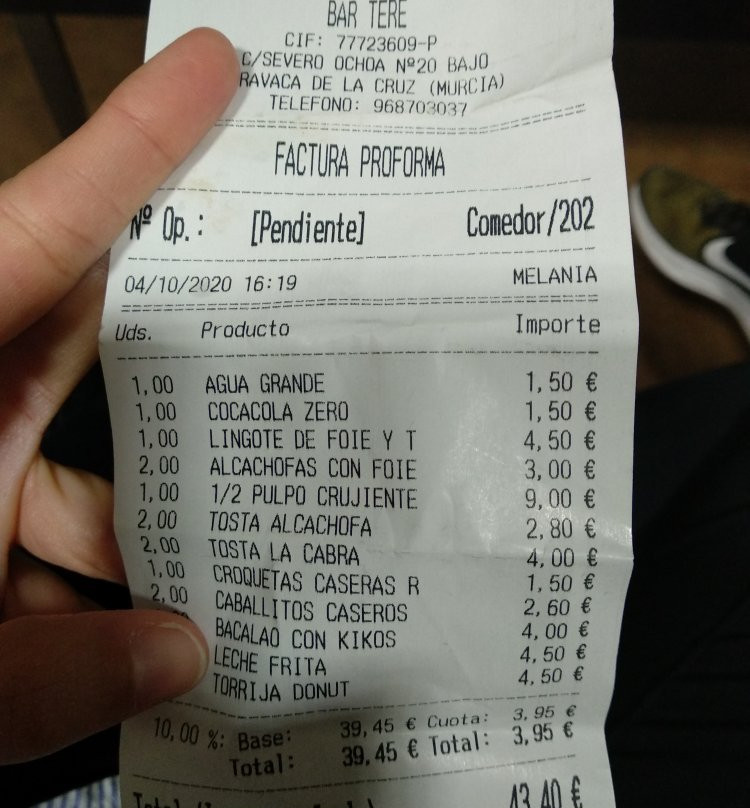 BAR TERE
CIF: 77723609-P
C/SEVERO OCHOA Nº20 BAJO
RAVACA DE LA CRUZ (MURCIA)
TELEFONO: 968703037
FACTURA PROFORMA
Nº Op.: [Pendiente] Comedor/202
04/10/2020 16:19 MELANIA
Uds. Producto Importe
1,00 AGUA GRANDE 1,50 €
1,00 COCACOLA ZERO 1,50 €
1,00 LINGOTE DE FOIE Y T 4,50 €
2,00 ALCACHOFAS CON FOIE 3,00 €
1,00 1/2 PULPO CRUJIENTE 9,00 €
2,00 TOSTA ALCACHOFA 2,80 €
2,00 TOSTA LA CABRA 4,00 €
1,00 CROQUETAS CASERAS R 1,50 €
2,00 CABALLITOS CASEROS 2,60 €
BACALAO CON KIKOS 4,00 €
LECHE FRITA 4,50 €
TORRIJA DONUT 4,50 €
10,00 %: Base: 39,45 € Cuota: 3,95 €
Total: 39,45 € Total: 3,95 €
43,40 €